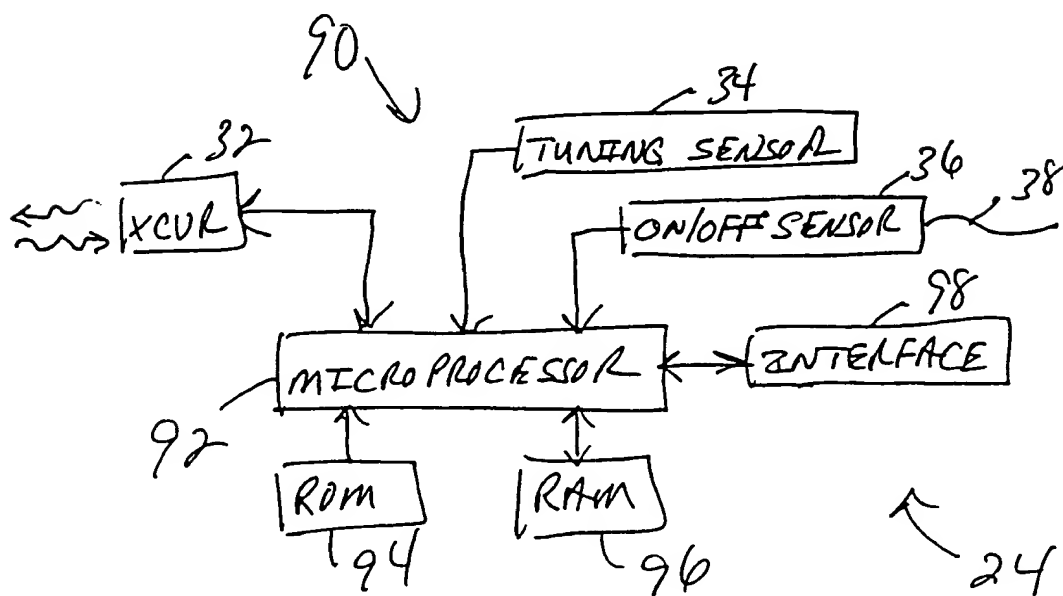 90
34
TUNING SENSOR
32
XCVR
36
38
ON/OFF SENSOR
98
INTERFACE
MICROPROCESSOR
92
ROM
RAM
94
96
24